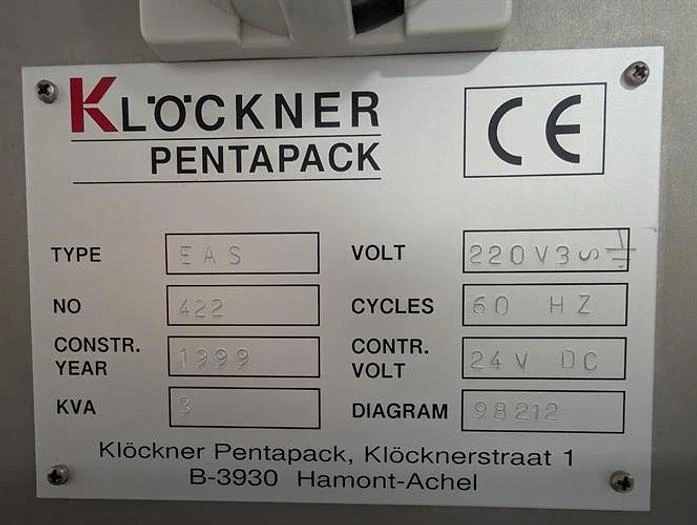 KLÖCKNER
PENTAPACK
CE
TYPE EAS VOLT 220V3~
NO 422 CYCLES 60 HZ
CONSTR. YEAR 1999 CONTR. VOLT 24V DC
KVA 3 DIAGRAM 98212
Klöckner Pentapack, Klöcknerstraat 1
B-3930 Hamont-Achel